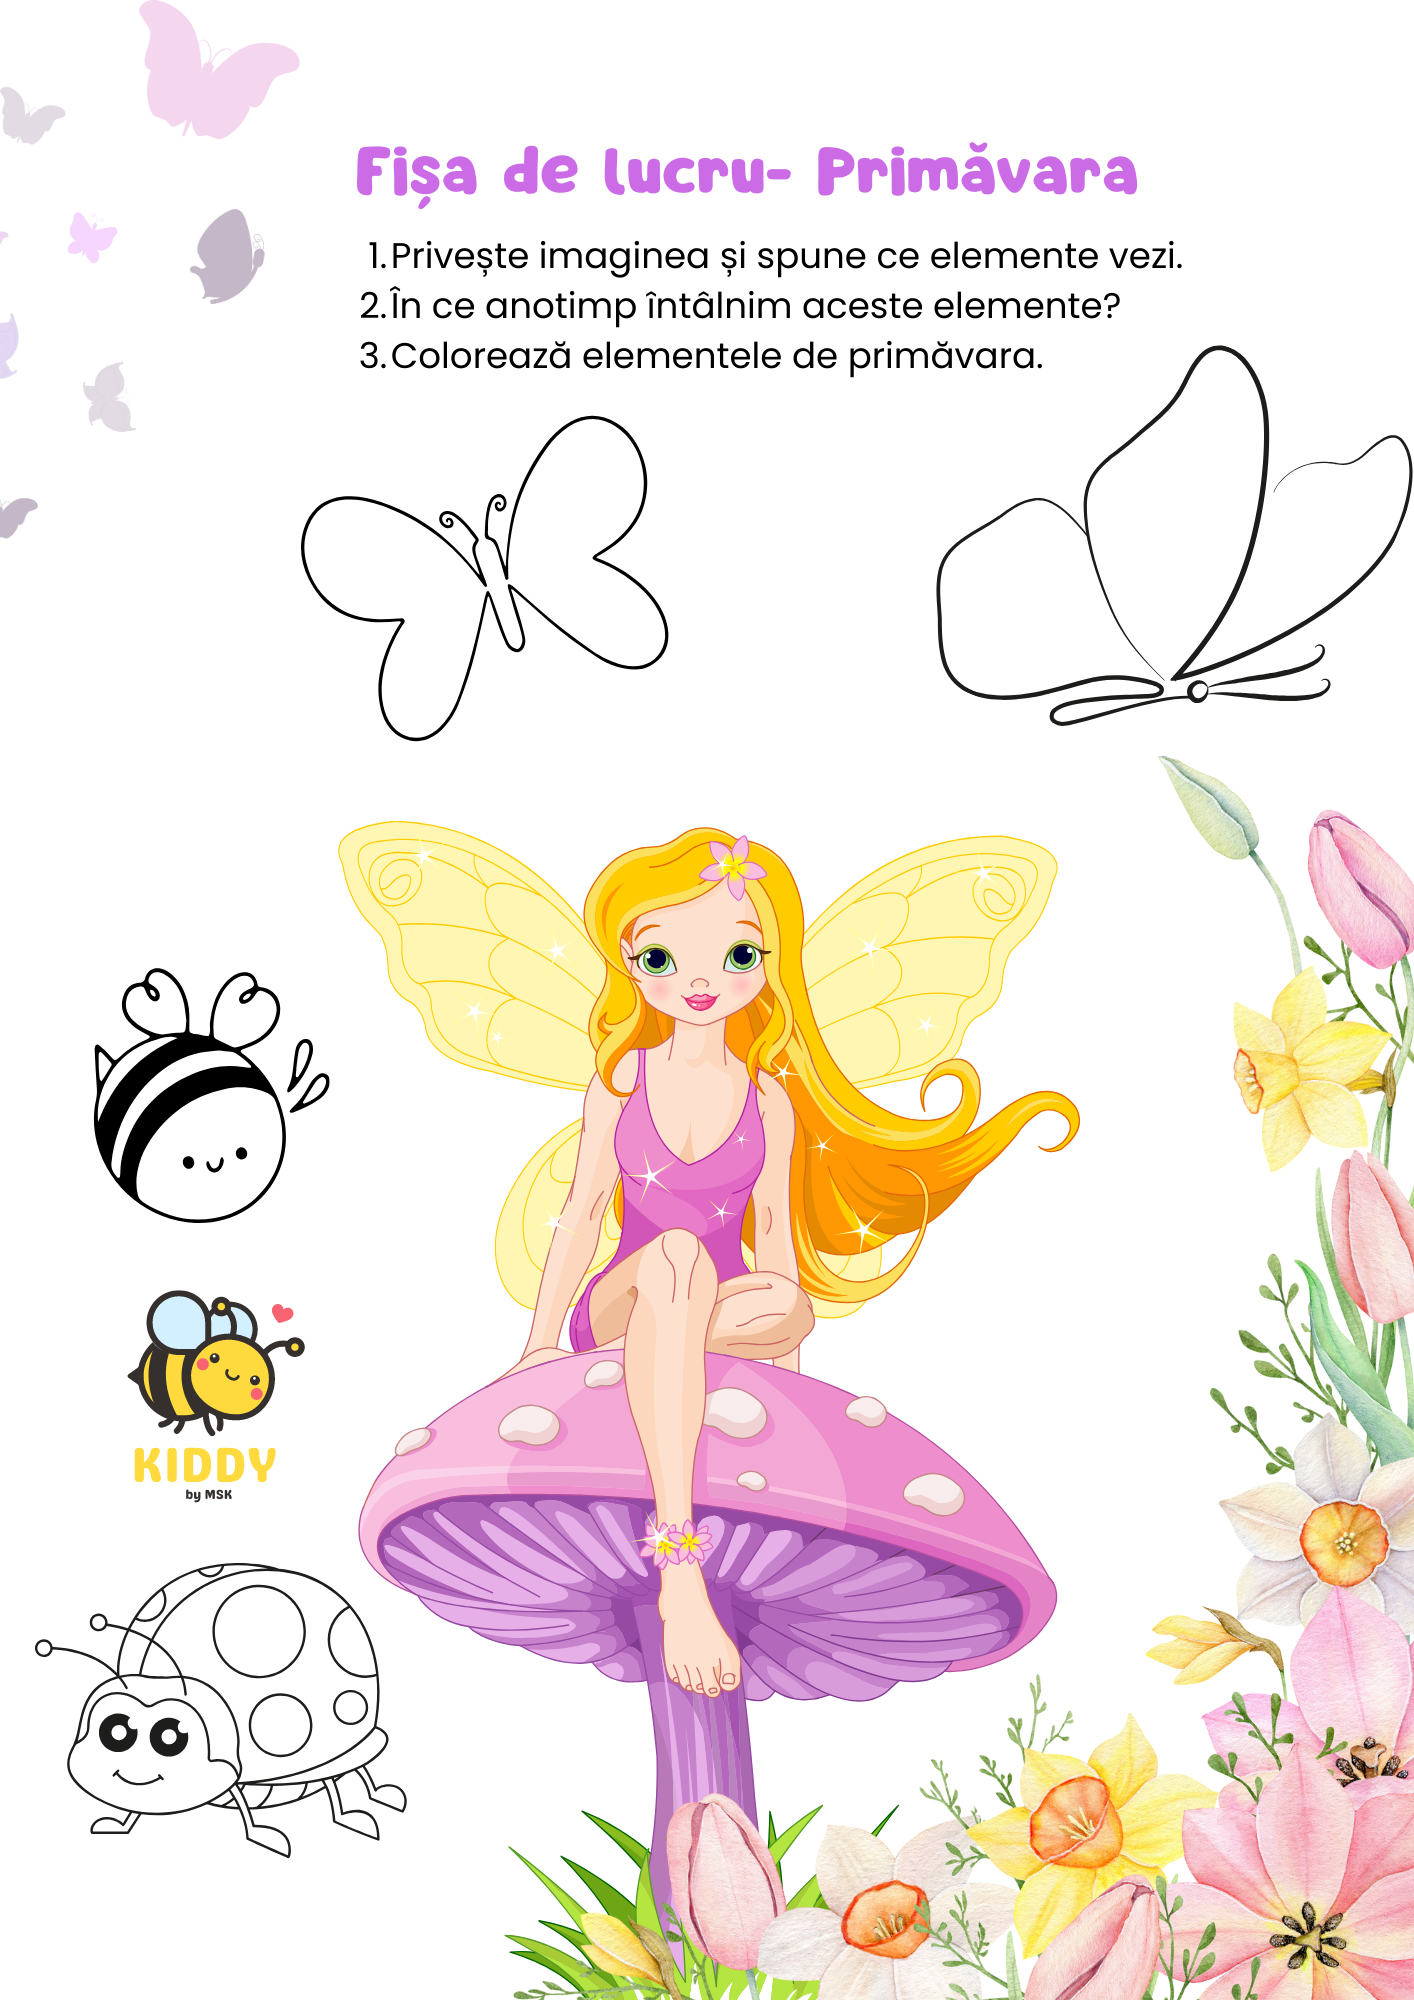 Fișa de lucru- Primăvara
1. Privește imaginea și spune ce elemente vezi.
2. În ce anotimp întâlnim aceste elemente?
3. Colorează elementele de primăvara.
KIDDY
by MSK